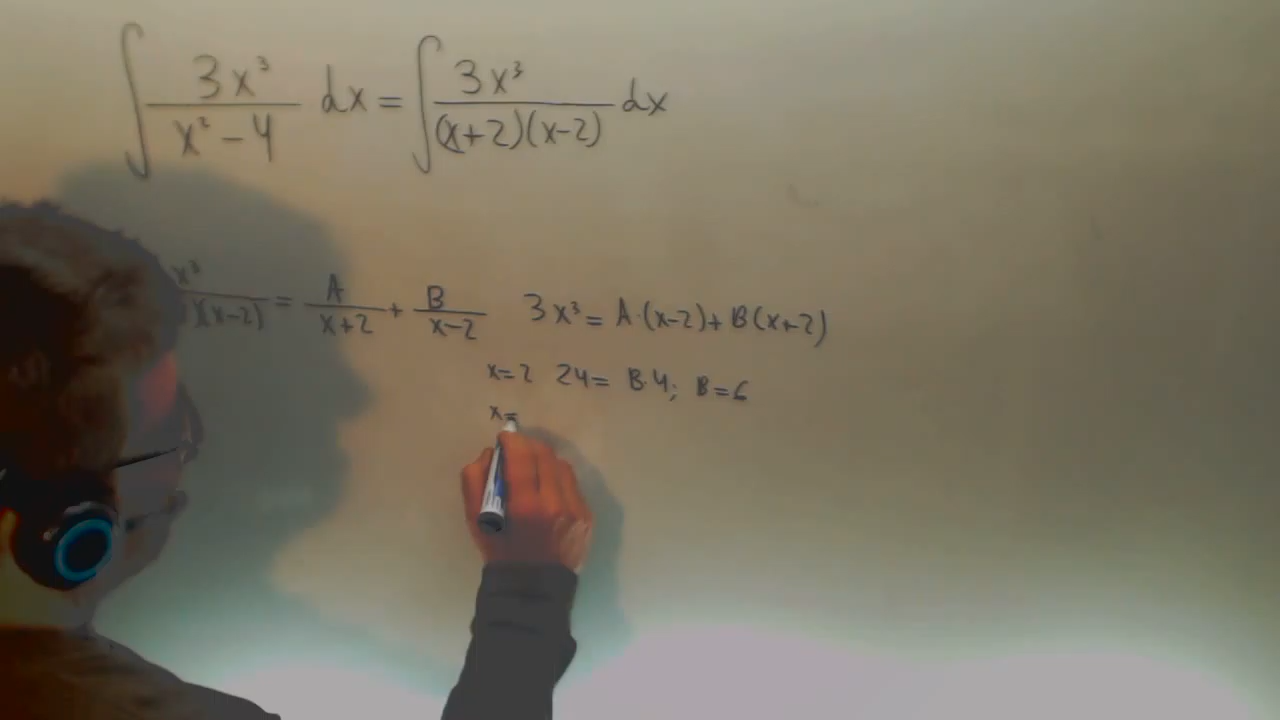 ∫ 3x³ / (x² - 4) dx = ∫ 3x³ / ((x+2)(x-2)) dx
x³ / )(x-2) = A / (x+2) + B / (x-2)   3x³ = A·(x-2) + B(x+2)
x=2 24 = B·4; B=6
x=